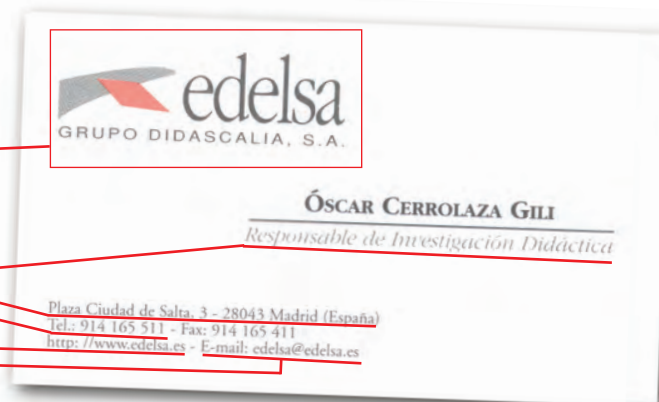 edelsa
GRUPO DIDASCALIA, S.A.
ÓSCAR CERROLAZA GILI
Responsable de Investigación Didáctica
Plaza Ciudad de Salta, 3 - 28043 Madrid (España)
Tel.: 914 165 511 - Fax: 914 165 411
http: //www.edelsa.es - E-mail: edelsa@edelsa.es